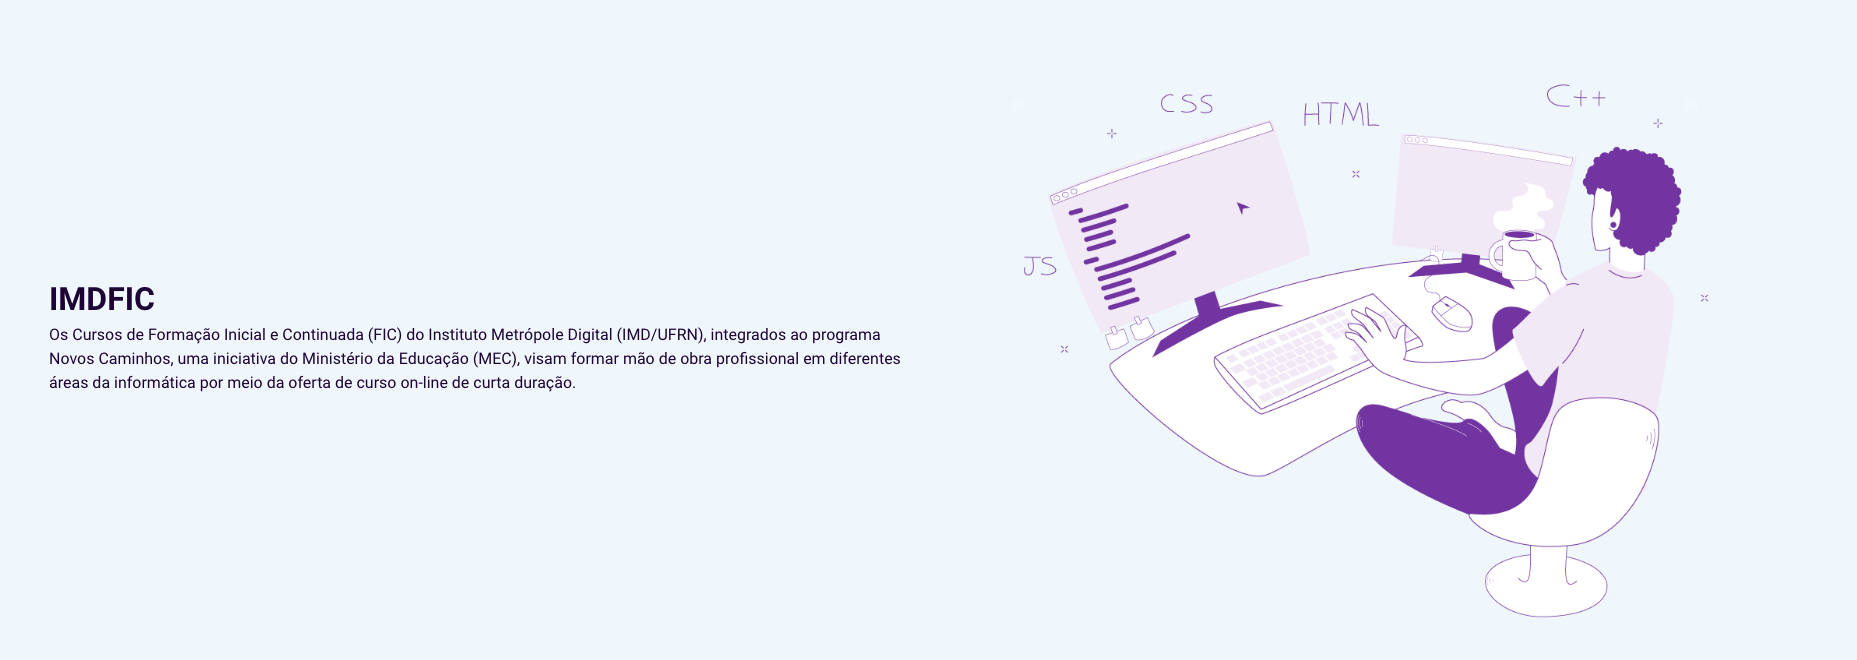 CSS
HTML
C++
JS
IMDFIC
Os Cursos de Formação Inicial e Continuada (FIC) do Instituto Metrópole Digital (IMD/UFRN), integrados ao programa
Novos Caminhos, uma iniciativa do Ministério da Educação (MEC), visam formar mão de obra profissional em diferentes
áreas da informática por meio da oferta de curso on-line de curta duração.